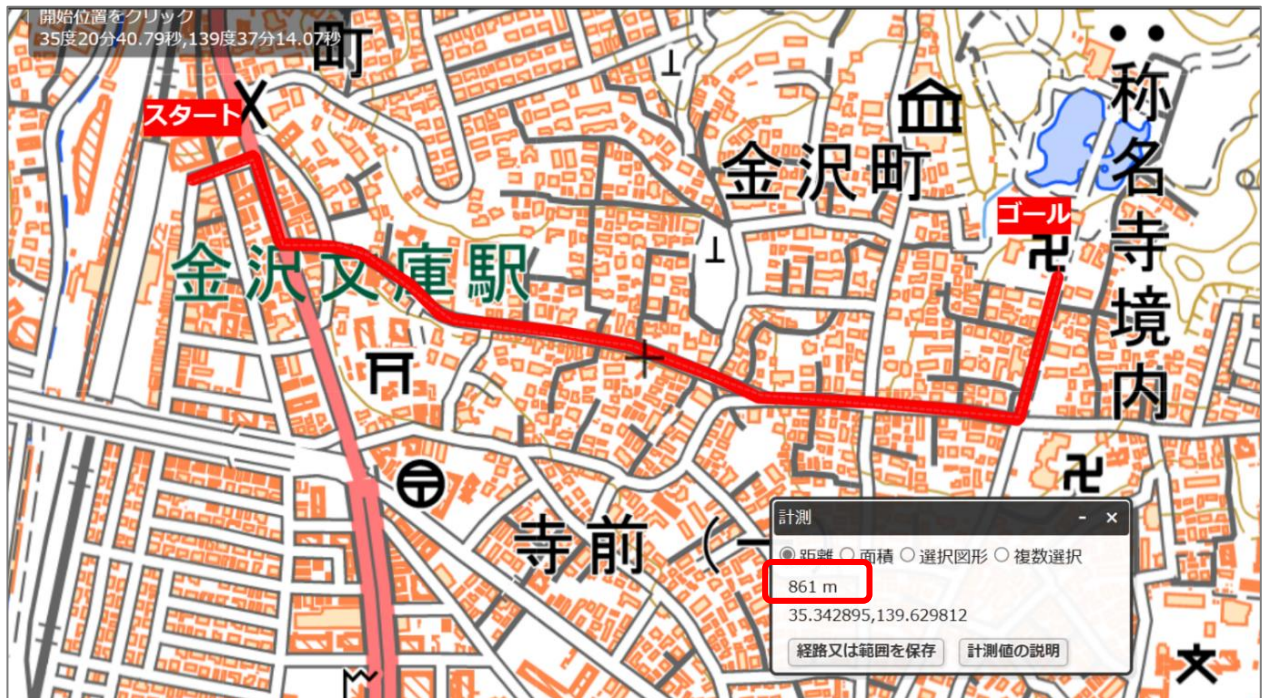 開始位置をクリック
35度20分40.79秒,139度37分14.07秒
町
スタート
金沢町
称名寺境内
ゴール
金沢文庫駅
寺前（一
計測
距離 面積 選択図形 複数選択
861 m
35.342895,139.629812
経路又は範囲を保存 計測値の説明